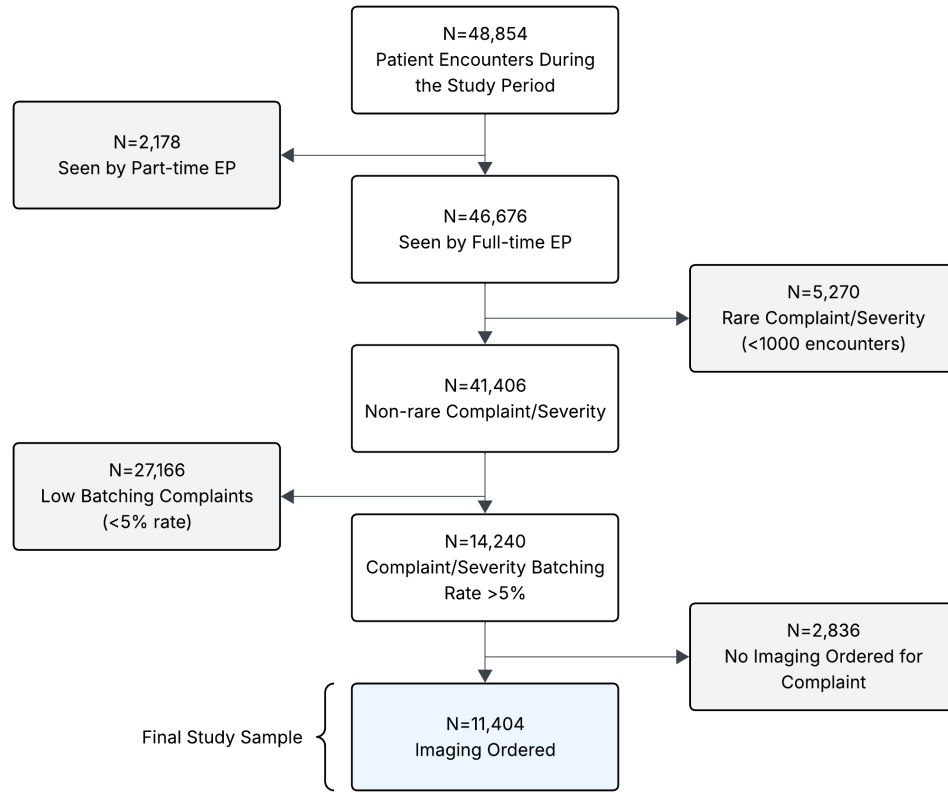 N=48,854
Patient Encounters During
the Study Period
N=2,178
Seen by Part-time EP
N=46,676
Seen by Full-time EP
N=5,270
Rare Complaint/Severity
(<1000 encounters)
N=41,406
Non-rare Complaint/Severity
N=27,166
Low Batching Complaints
(<5% rate)
N=14,240
Complaint/Severity Batching
Rate >5%
N=2,836
No Imaging Ordered for
Complaint
N=11,404
Imaging Ordered
Final Study Sample